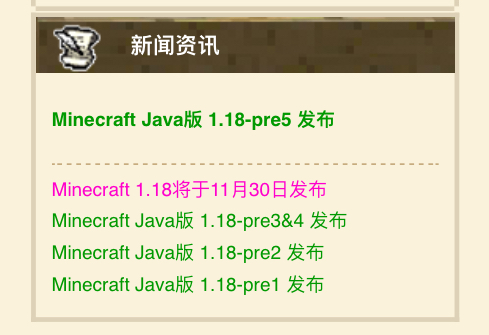 新闻资讯
Minecraft Java版 1.18-pre5 发布
Minecraft 1.18将于11月30日发布
Minecraft Java版 1.18-pre3&4 发布
Minecraft Java版 1.18-pre2 发布
Minecraft Java版 1.18-pre1 发布